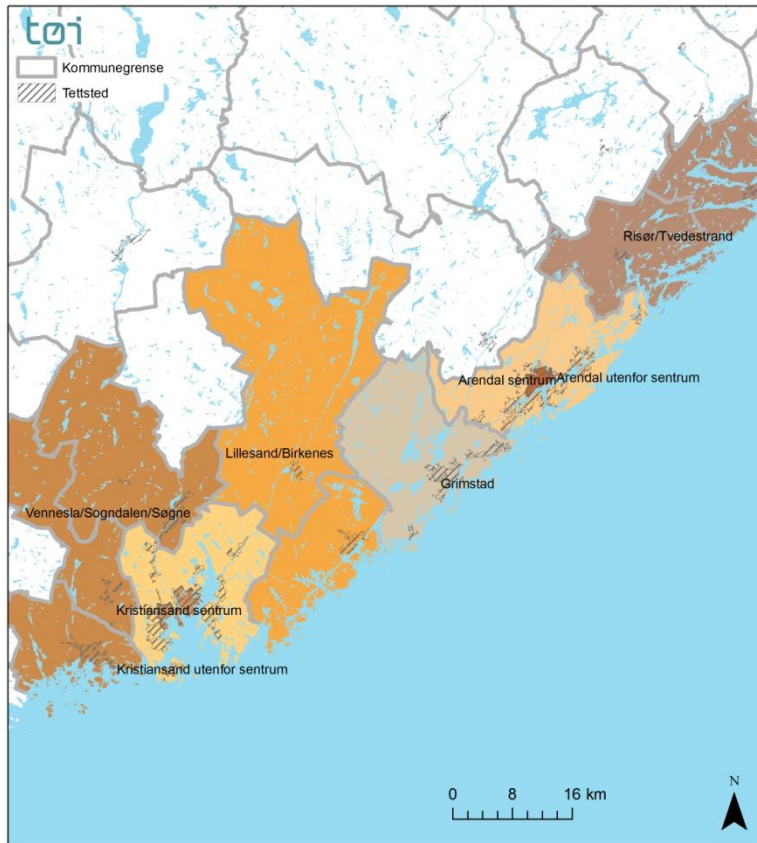 tøi
Kommunegrense
Tettsted
Risør/Tvedestrand
Arendal sentrum
Arendal utenfor sentrum
Lillesand/Birkenes
Grimstad
Vennesla/Sogndalen/Søgne
Kristiansand sentrum
Kristiansand utenfor sentrum
N
0 8 16 km